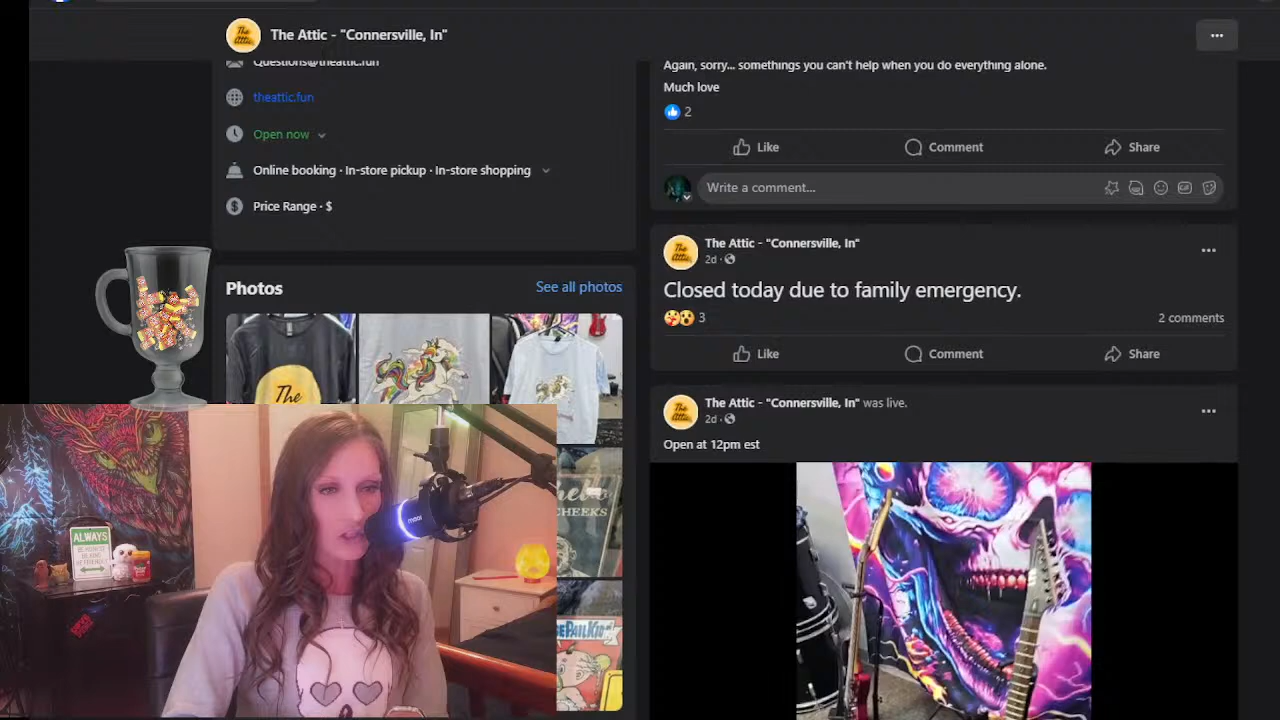 The Attic - "Connersville, In"
Questions@theattic.fun
theattic.fun
Open now
Online booking · In-store pickup · In-store shopping
Price Range · $
Photos
See all photos
The
CHEEKS
ALWAYS
Again, sorry... somethings you can't help when you do everything alone.
Much love
2
Like
Comment
Share
Write a comment...
The Attic - "Connersville, In"
2d ·
Closed today due to family emergency.
3
2 comments
Like
Comment
Share
The Attic - "Connersville, In" was live.
2d ·
Open at 12pm est